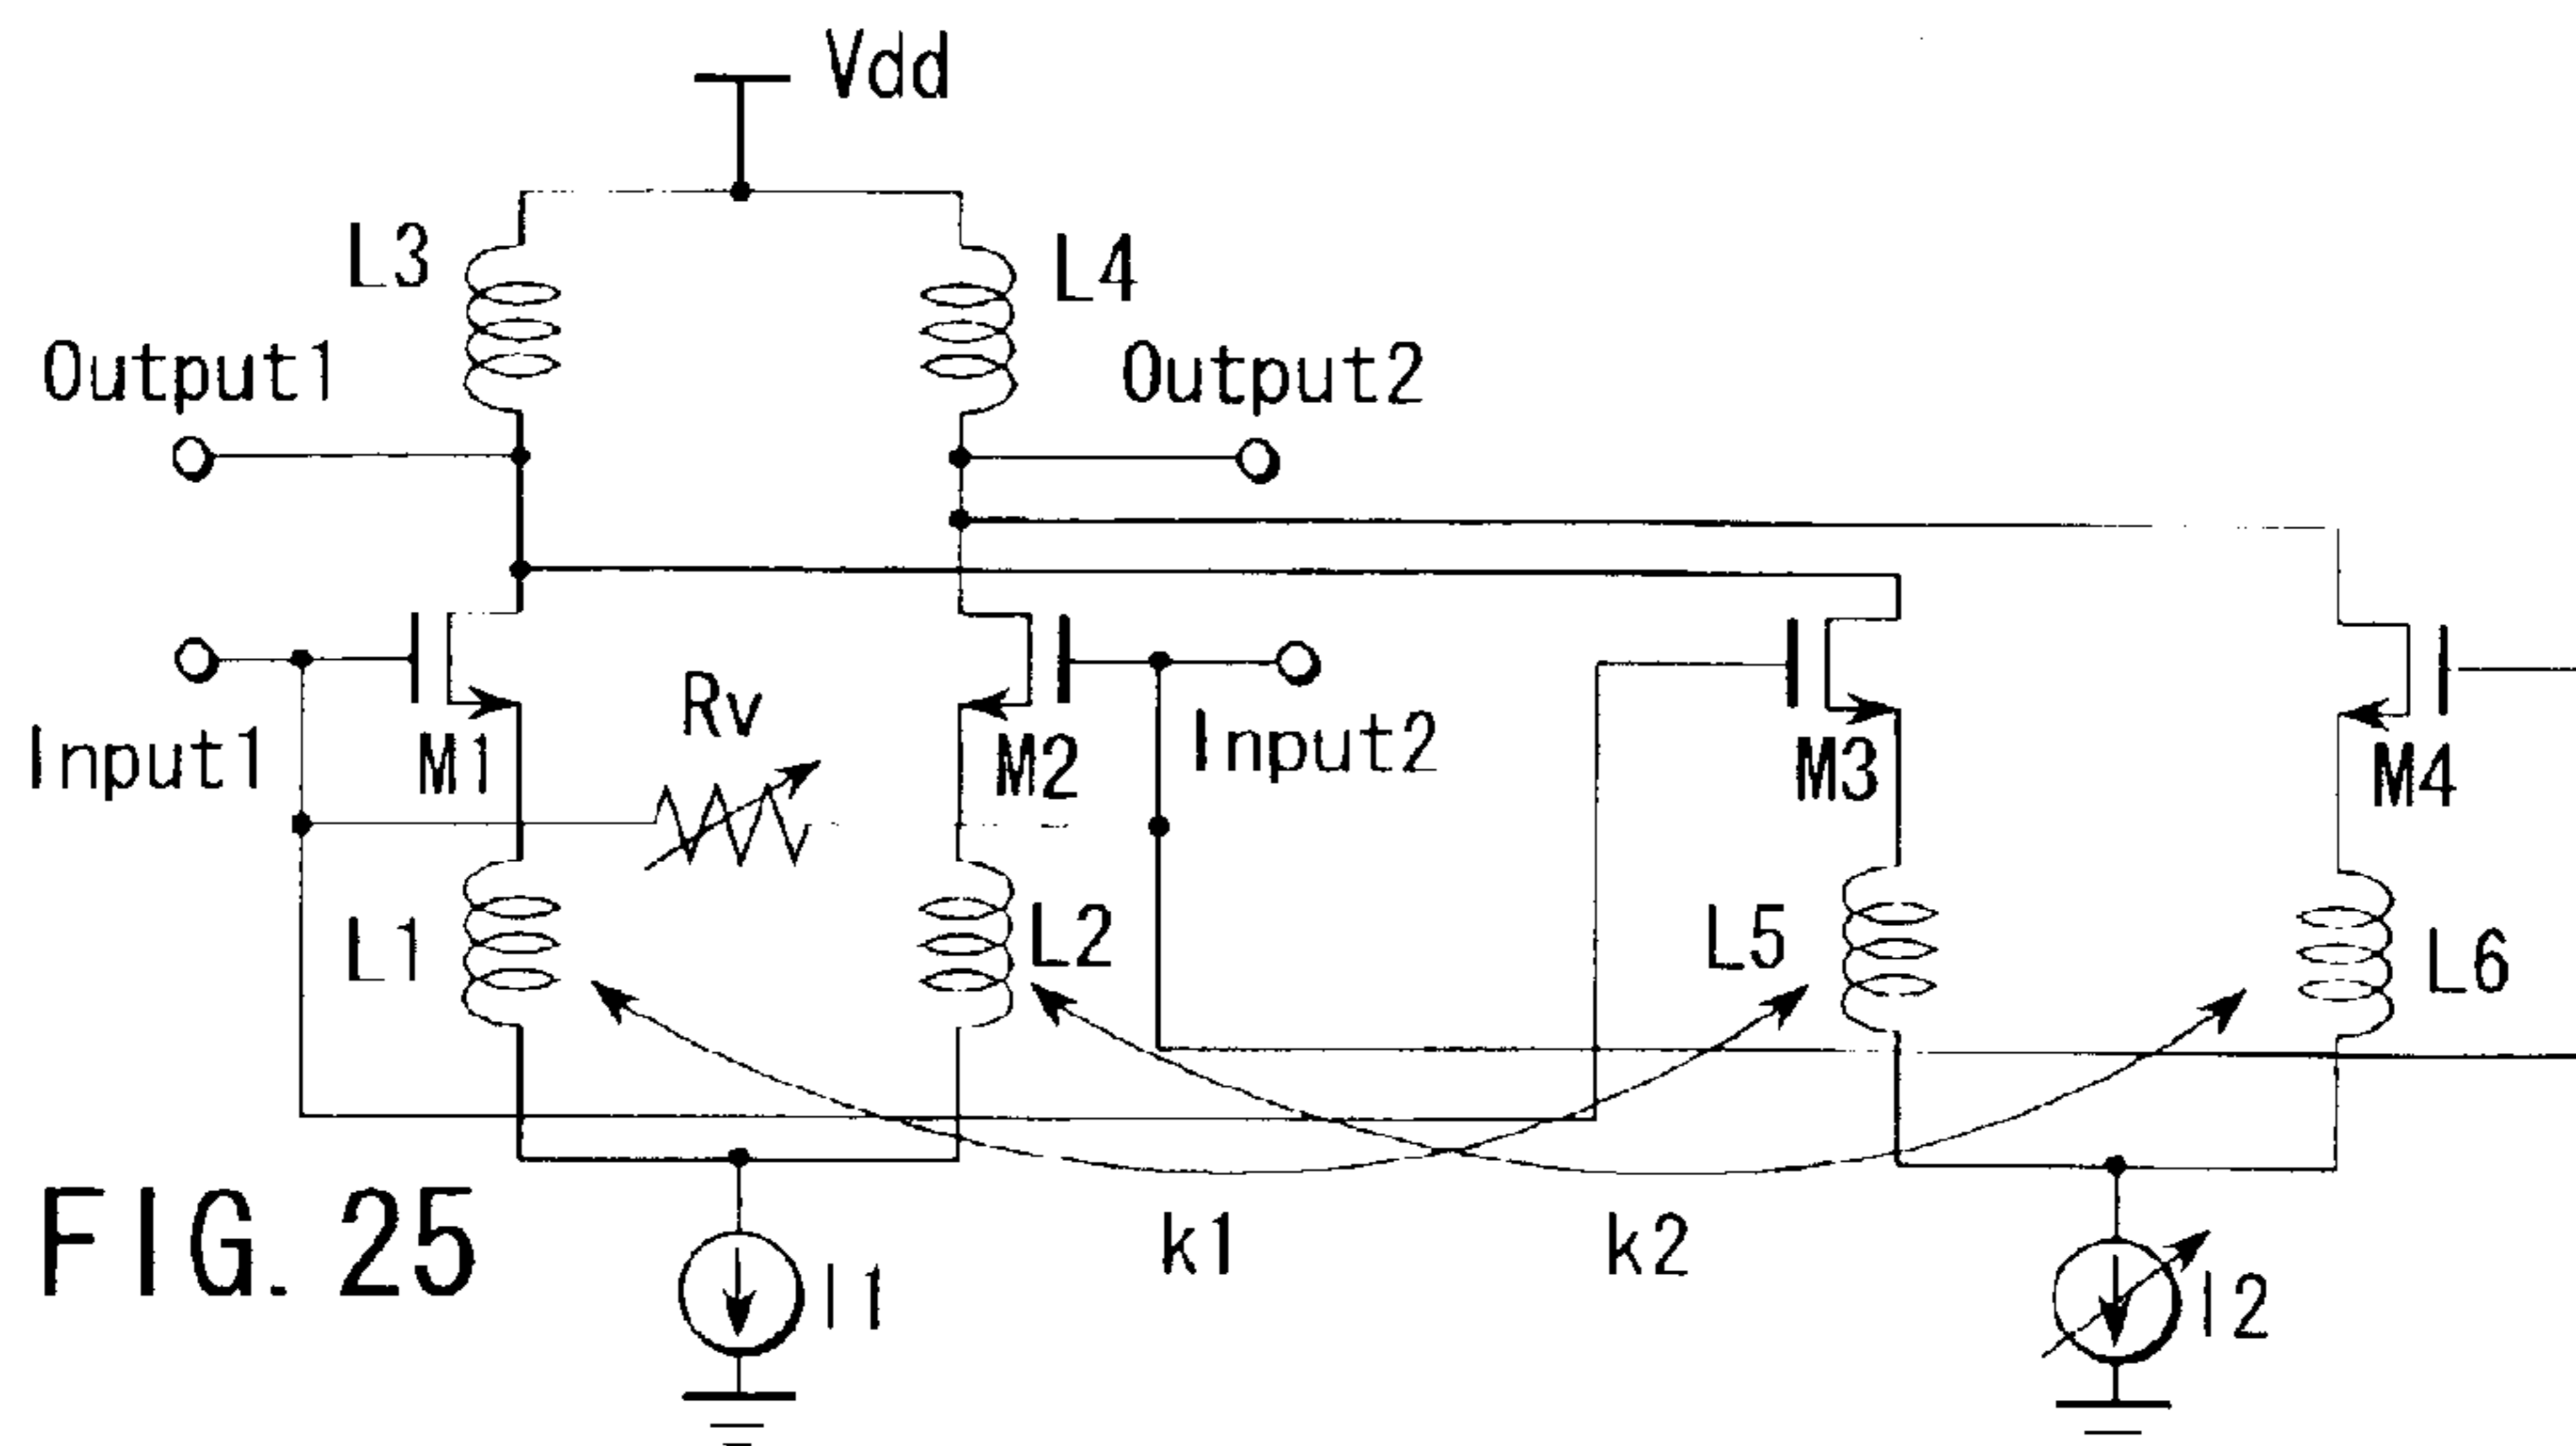 Vdd
L3
L4
Output1
Output2
Rv
Input1
M1
M2
Input2
M3
M4
L1
L2
L5
L6
k1
k2
I1
I2
FIG. 25